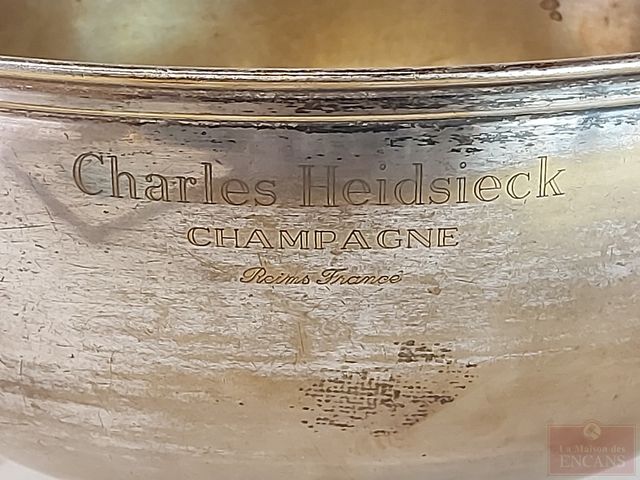 Charles Heidsieck
CHAMPAGNE
Reims France
La Maison des
ENCANS